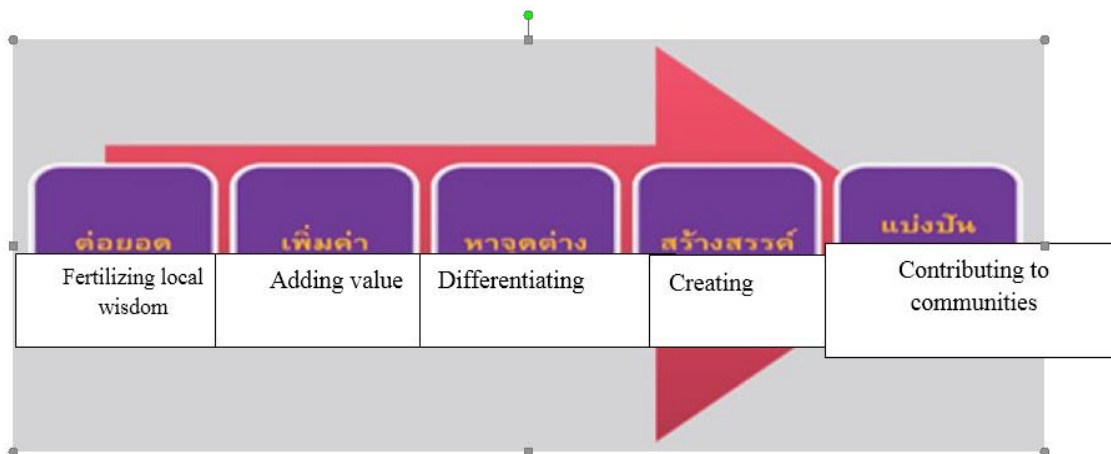 ต่อยอด
เพิ่มค่า
หาจุดต่าง
สร้างสรรค์
แบ่งปัน
Fertilizing local
wisdom
Adding value
Differentiating
Creating
Contributing to
communities